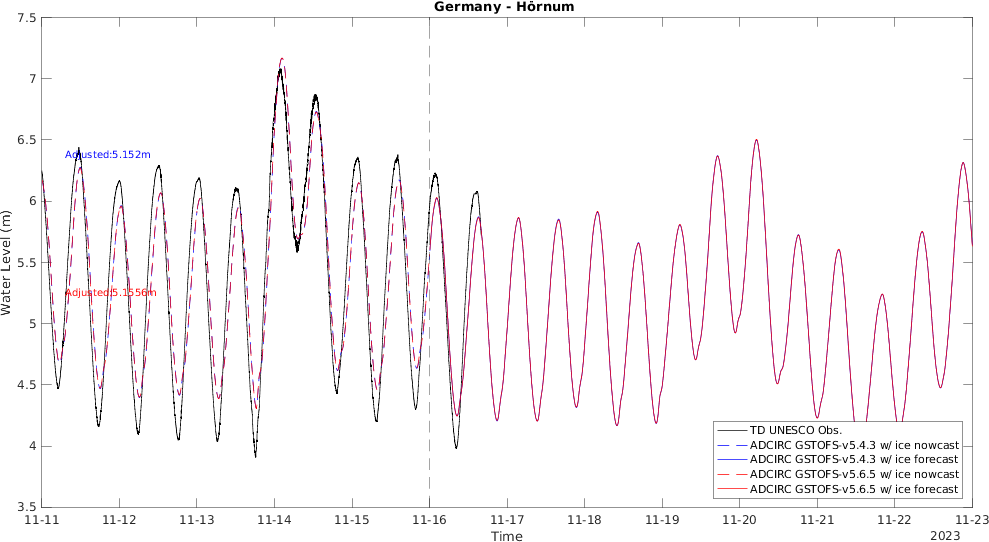 Germany - Hörnum
7.5
7
6.5
6
5.5
5
4.5
4
3.5
Water Level (m)
Adjusted:5.152m
Adjusted:5.1556m
TD UNESCO Obs.
ADCIRC GSTOFS-v5.4.3 w/ ice nowcast
ADCIRC GSTOFS-v5.4.3 w/ ice forecast
ADCIRC GSTOFS-v5.6.5 w/ ice nowcast
ADCIRC GSTOFS-v5.6.5 w/ ice forecast
11-11 11-12 11-13 11-14 11-15 11-16 11-17 11-18 11-19 11-20 11-21 11-22 11-23
Time
2023